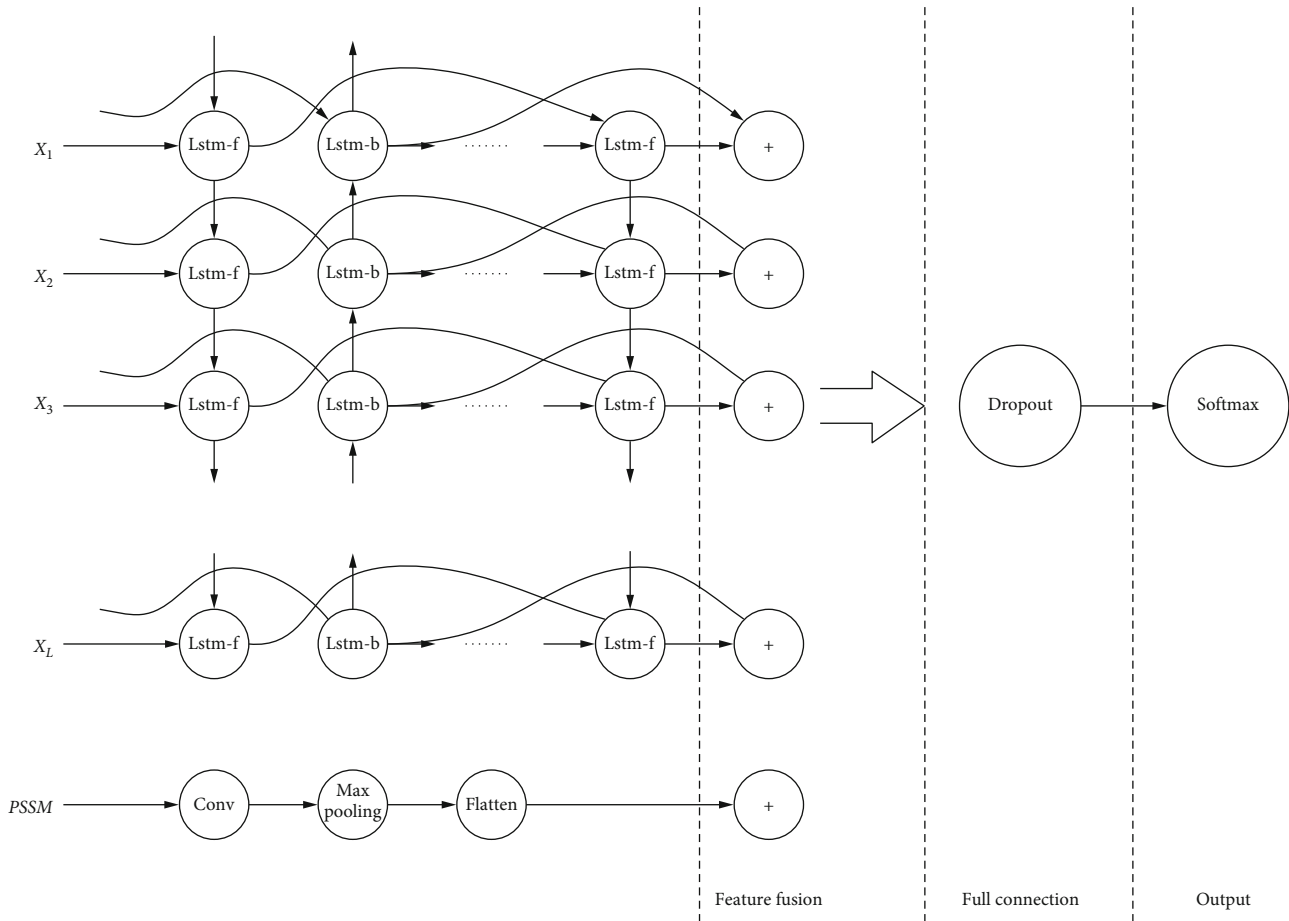 X1 Lstm-f Lstm-b ....... Lstm-f +
X2 Lstm-f Lstm-b ....... Lstm-f +
X3 Lstm-f Lstm-b ....... Lstm-f +
Dropout Softmax
XL Lstm-f Lstm-b ....... Lstm-f +
PSSM Conv Max pooling Flatten +
Feature fusion Full connection Output